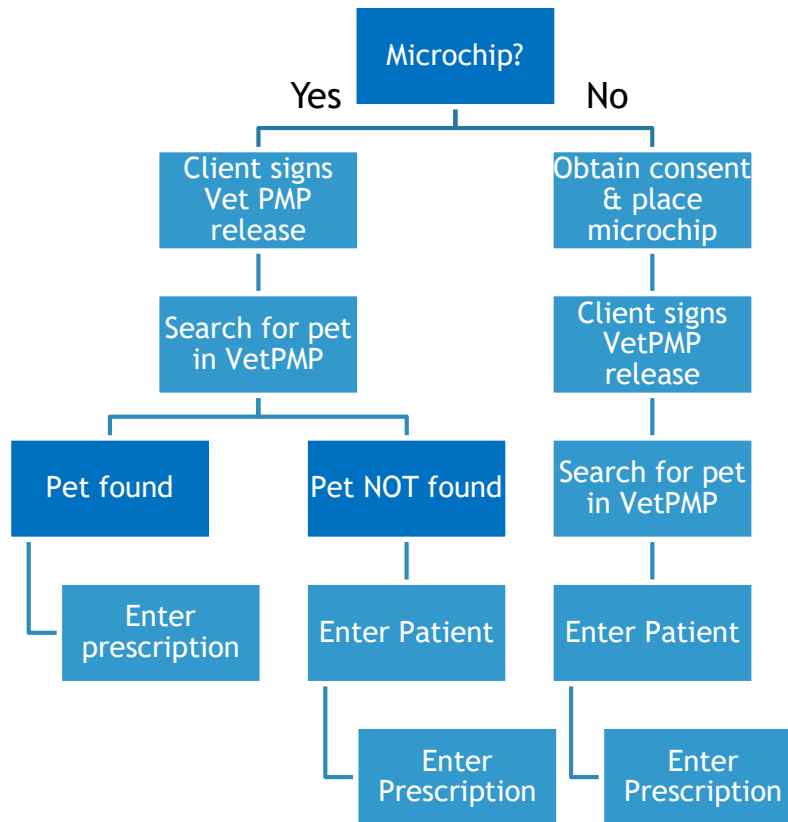 Microchip?
Yes
No
Client signs
Vet PMP
release
Obtain consent
& place
microchip
Search for pet
in VetPMP
Client signs
VetPMP
release
Pet found
Pet NOT found
Search for pet
in VetPMP
Enter
prescription
Enter Patient
Enter Patient
Enter
Prescription
Enter
Prescription